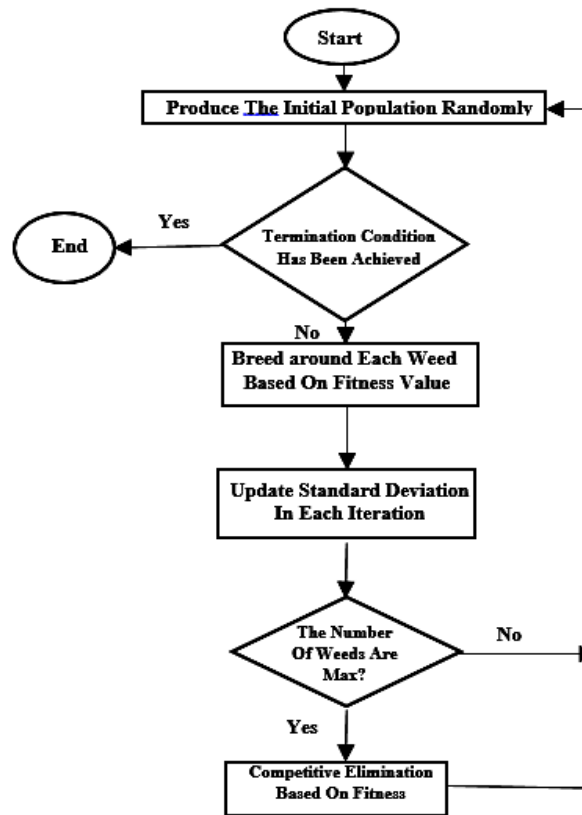 Start
Produce The Initial Population Randomly
Yes
End
Termination Condition
Has Been Achieved
No
Breed around Each Weed
Based On Fitness Value
Update Standard Deviation
In Each Iteration
The Number
Of Weeds Are
Max?
No
Yes
Competitive Elimination
Based On Fitness